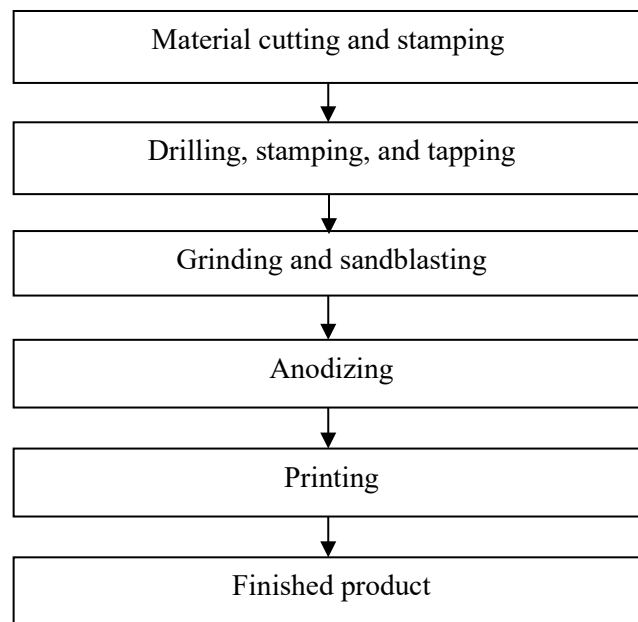 Material cutting and stamping
Drilling, stamping, and tapping
Grinding and sandblasting
Anodizing
Printing
Finished product